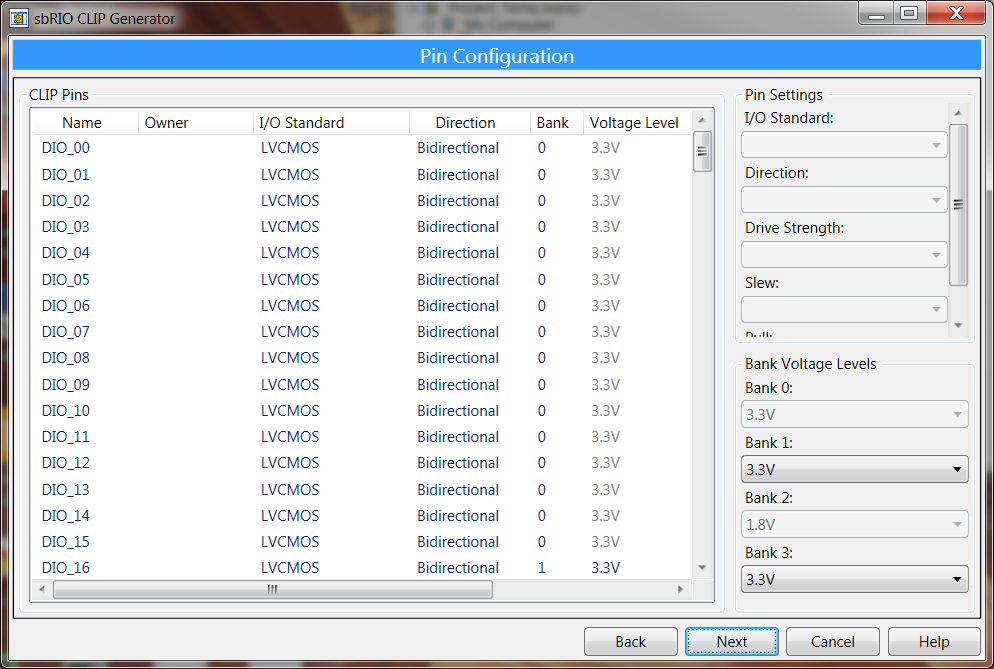 sbRIO CLIP Generator
Pin Configuration
CLIP Pins
Name Owner I/O Standard Direction Bank Voltage Level
DIO_00 LVCMOS Bidirectional 0 3.3V
DIO_01 LVCMOS Bidirectional 0 3.3V
DIO_02 LVCMOS Bidirectional 0 3.3V
DIO_03 LVCMOS Bidirectional 0 3.3V
DIO_04 LVCMOS Bidirectional 0 3.3V
DIO_05 LVCMOS Bidirectional 0 3.3V
DIO_06 LVCMOS Bidirectional 0 3.3V
DIO_07 LVCMOS Bidirectional 0 3.3V
DIO_08 LVCMOS Bidirectional 0 3.3V
DIO_09 LVCMOS Bidirectional 0 3.3V
DIO_10 LVCMOS Bidirectional 0 3.3V
DIO_11 LVCMOS Bidirectional 0 3.3V
DIO_12 LVCMOS Bidirectional 0 3.3V
DIO_13 LVCMOS Bidirectional 0 3.3V
DIO_14 LVCMOS Bidirectional 0 3.3V
DIO_15 LVCMOS Bidirectional 0 3.3V
DIO_16 LVCMOS Bidirectional 1 3.3V
Pin Settings
I/O Standard:
Direction:
Drive Strength:
Slew:
Bank Voltage Levels
Bank 0:
3.3V
Bank 1:
3.3V
Bank 2:
1.8V
Bank 3:
3.3V
Back Next Cancel Help